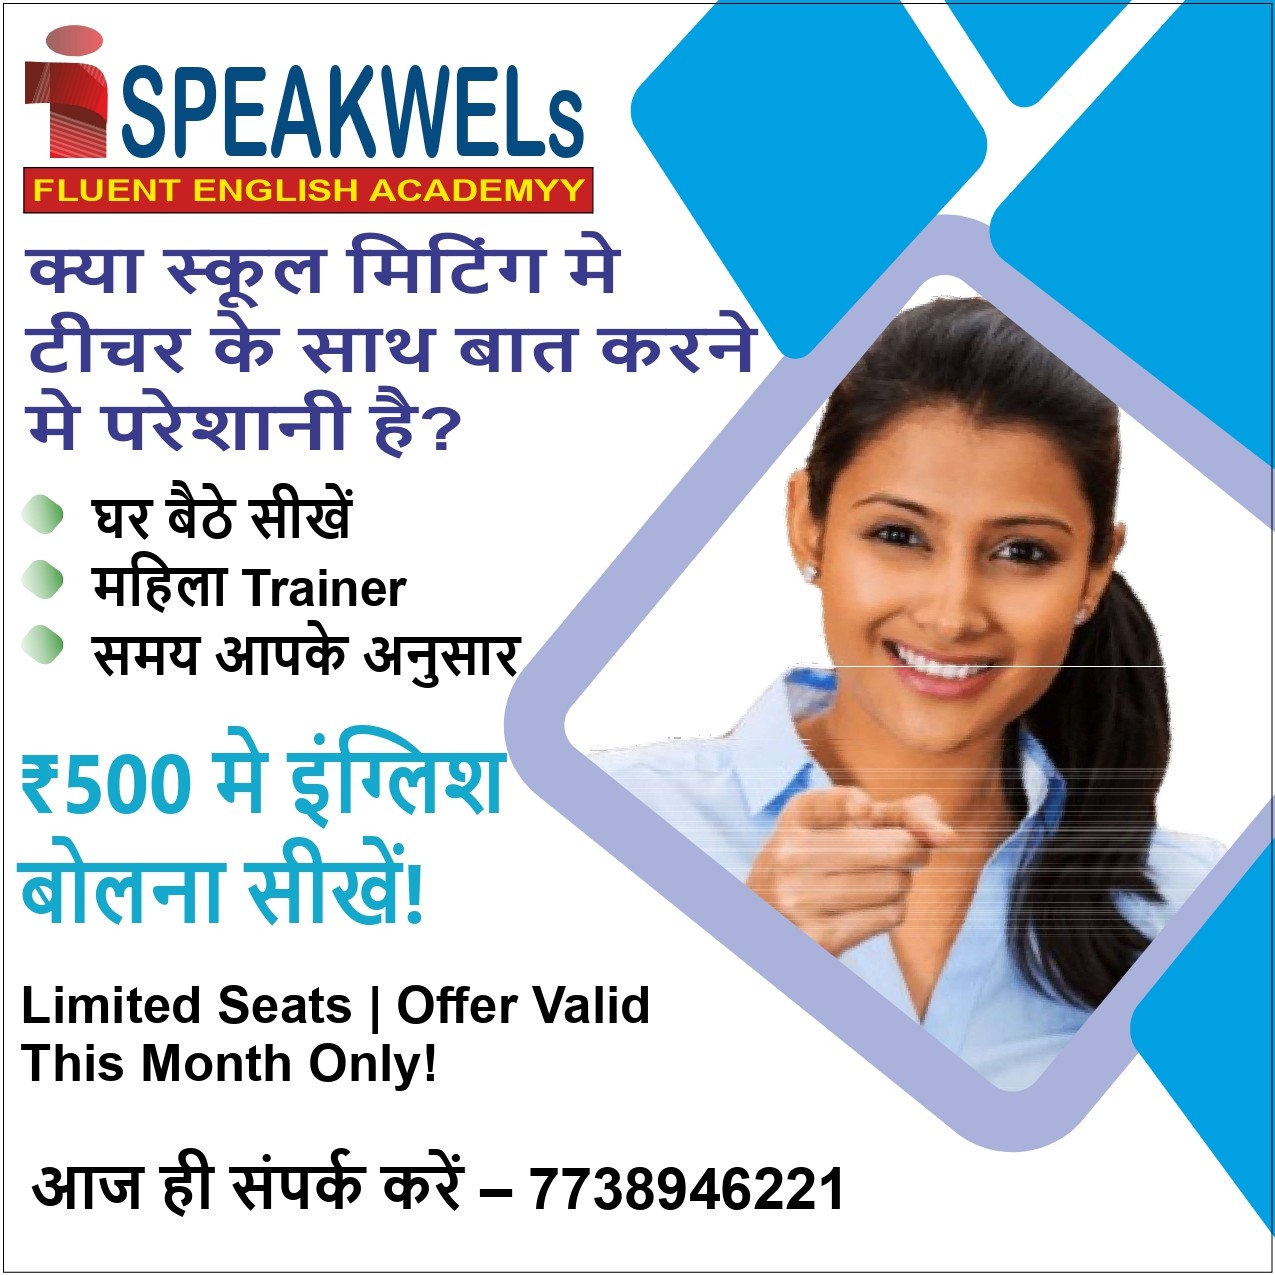 SPEAKWELs
FLUENT ENGLISH ACADEMYY
क्या स्कूल मिटिंग मे
टीचर के साथ बात करने
मे परेशानी है?
घर बैठे सीखें
महिला Trainer
समय आपके अनुसार
₹500 मे इंग्लिश
बोलना सीखें!
Limited Seats | Offer Valid
This Month Only!
आज ही संपर्क करें – 7738946221